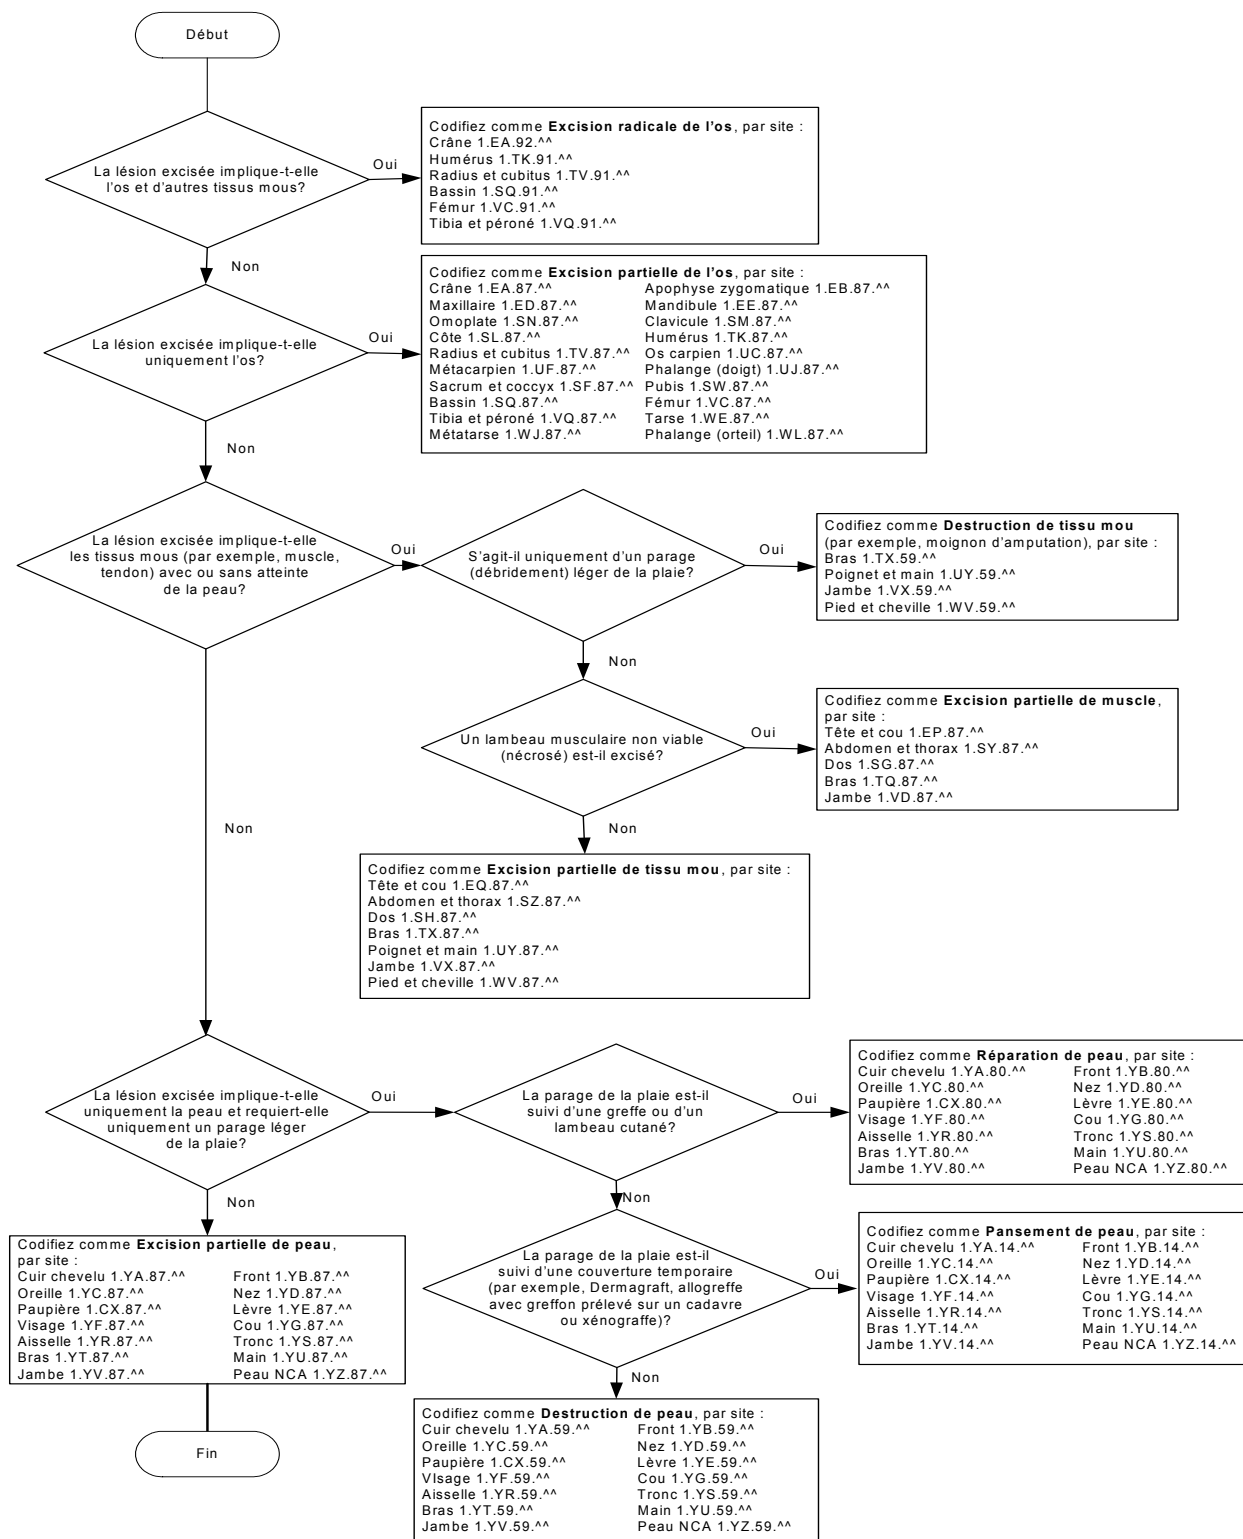 Début
La lésion excisée implique-t-elle
l'os et d'autres tissus mous?
Oui
Codifiez comme Excision radicale de l'os, par site :
Crâne 1.EA.92.^^
Humérus 1.TK.91.^^
Radius et cubitus 1.TV.91.^^
Bassin 1.SQ.91.^^
Fémur 1.VC.91.^^
Tibia et péroné 1.VQ.91.^^
Non
La lésion excisée implique-t-elle
uniquement l'os?
Oui
Codifiez comme Excision partielle de l'os, par site :
Crâne 1.EA.87.^^ Apophyse zygomatique 1.EB.87.^^
Maxillaire 1.ED.87.^^ Mandibule 1.EE.87.^^
Omoplate 1.SN.87.^^ Clavicule 1.SM.87.^^
Côte 1.SL.87.^^ Humérus 1.TK.87.^^
Radius et cubitus 1.TV.87.^^ Os carpien 1.UC.87.^^
Métacarpien 1.UF.87.^^ Phalange (doigt) 1.UJ.87.^^
Sacrum et coccyx 1.SF.87.^^ Pubis 1.SW.87.^^
Bassin 1.SQ.87.^^ Fémur 1.VC.87.^^
Tibia et péroné 1.VQ.87.^^ Tarse 1.WE.87.^^
Métatarse 1.WJ.87.^^ Phalange (orteil) 1.WL.87.^^
Non
La lésion excisée implique-t-elle
les tissus mous (par exemple, muscle,
tendon) avec ou sans atteinte
de la peau?
Oui
S'agit-il uniquement d'un parage
(débridement) léger de la plaie?
Oui
Codifiez comme Destruction de tissu mou
(par exemple, moignon d'amputation), par site :
Bras 1.TX.59.^^
Poignet et main 1.UY.59.^^
Jambe 1.VX.59.^^
Pied et cheville 1.WV.59.^^
Non
Un lambeau musculaire non viable
(nécrosé) est-il excisé?
Oui
Codifiez comme Excision partielle de muscle,
par site :
Tête et cou 1.EP.87.^^
Abdomen et thorax 1.SY.87.^^
Dos 1.SG.87.^^
Bras 1.TQ.87.^^
Jambe 1.VD.87.^^
Non
Codifiez comme Excision partielle de tissu mou, par site :
Tête et cou 1.EQ.87.^^
Abdomen et thorax 1.SZ.87.^^
Dos 1.SH.87.^^
Bras 1.TX.87.^^
Poignet et main 1.UY.87.^^
Jambe 1.VX.87.^^
Pied et cheville 1.WV.87.^^
Non
La lésion excisée implique-t-elle
uniquement la peau et requiert-elle
uniquement un parage léger
de la plaie?
Oui
La parage de la plaie est-il
suivi d'une greffe ou d'un
lambeau cutané?
Oui
Codifiez comme Réparation de peau, par site :
Cuir chevelu 1.YA.80.^^ Front 1.YB.80.^^
Oreille 1.YC.80.^^ Nez 1.YD.80.^^
Paupière 1.CX.80.^^ Lèvre 1.YE.80.^^
Visage 1.YF.80.^^ Cou 1.YG.80.^^
Aisselle 1.YR.80.^^ Tronc 1.YS.80.^^
Bras 1.YT.80.^^ Main 1.YU.80.^^
Jambe 1.YV.80.^^ Peau NCA 1.YZ.80.^^
Non
Non
Codifiez comme Excision partielle de peau,
par site :
Cuir chevelu 1.YA.87.^^ Front 1.YB.87.^^
Oreille 1.YC.87.^^ Nez 1.YD.87.^^
Paupière 1.CX.87.^^ Lèvre 1.YE.87.^^
Visage 1.YF.87.^^ Cou 1.YG.87.^^
Aisselle 1.YR.87.^^ Tronc 1.YS.87.^^
Bras 1.YT.87.^^ Main 1.YU.87.^^
Jambe 1.YV.87.^^ Peau NCA 1.YZ.87.^^
La parage de la plaie est-il
suivi d'une couverture temporaire
(par exemple, Dermagraft, allogreffe
avec greffon prélevé sur un cadavre
ou xénograffe)?
Oui
Codifiez comme Pansement de peau, par site :
Cuir chevelu 1.YA.14.^^ Front 1.YB.14.^^
Oreille 1.YC.14.^^ Nez 1.YD.14.^^
Paupière 1.CX.14.^^ Lèvre 1.YE.14.^^
Visage 1.YF.14.^^ Cou 1.YG.14.^^
Aisselle 1.YR.14.^^ Tronc 1.YS.14.^^
Bras 1.YT.14.^^ Main 1.YU.14.^^
Jambe 1.YV.14.^^ Peau NCA 1.YZ.14.^^
Non
Codifiez comme Destruction de peau, par site :
Cuir chevelu 1.YA.59.^^ Front 1.YB.59.^^
Oreille 1.YC.59.^^ Nez 1.YD.59.^^
Paupière 1.CX.59.^^ Lèvre 1.YE.59.^^
VIsage 1.YF.59.^^ Cou 1.YG.59.^^
Aisselle 1.YR.59.^^ Tronc 1.YS.59.^^
Bras 1.YT.59.^^ Main 1.YU.59.^^
Jambe 1.YV.59.^^ Peau NCA 1.YZ.59.^^
Fin